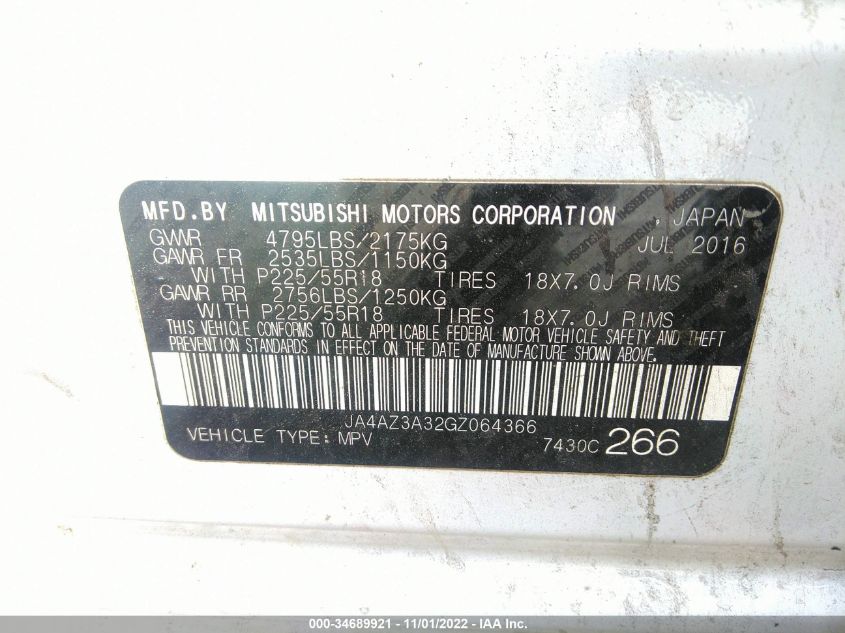 MFD.BY MITSUBISHI MOTORS CORPORATION , JAPAN
GVWR 4795LBS/2175KG JUL 2016
GAWR FR 2535LBS/1150KG
WITH P225/55R18 TIRES 18X7.0J RIMS
GAWR RR 2756LBS/1250KG
WITH P225/55R18 TIRES 18X7.0J RIMS
THIS VEHICLE CONFORMS TO ALL APPLICABLE FEDERAL MOTOR VEHICLE SAFETY AND THEFT
PREVENTION STANDARDS IN EFFECT ON THE DATE OF MANUFACTURE SHOWN ABOVE.
JA4AZ3A32GZ064366
VEHICLE TYPE: MPV 7430C 266
000-34689921 - 11/01/2022 - IAA Inc.